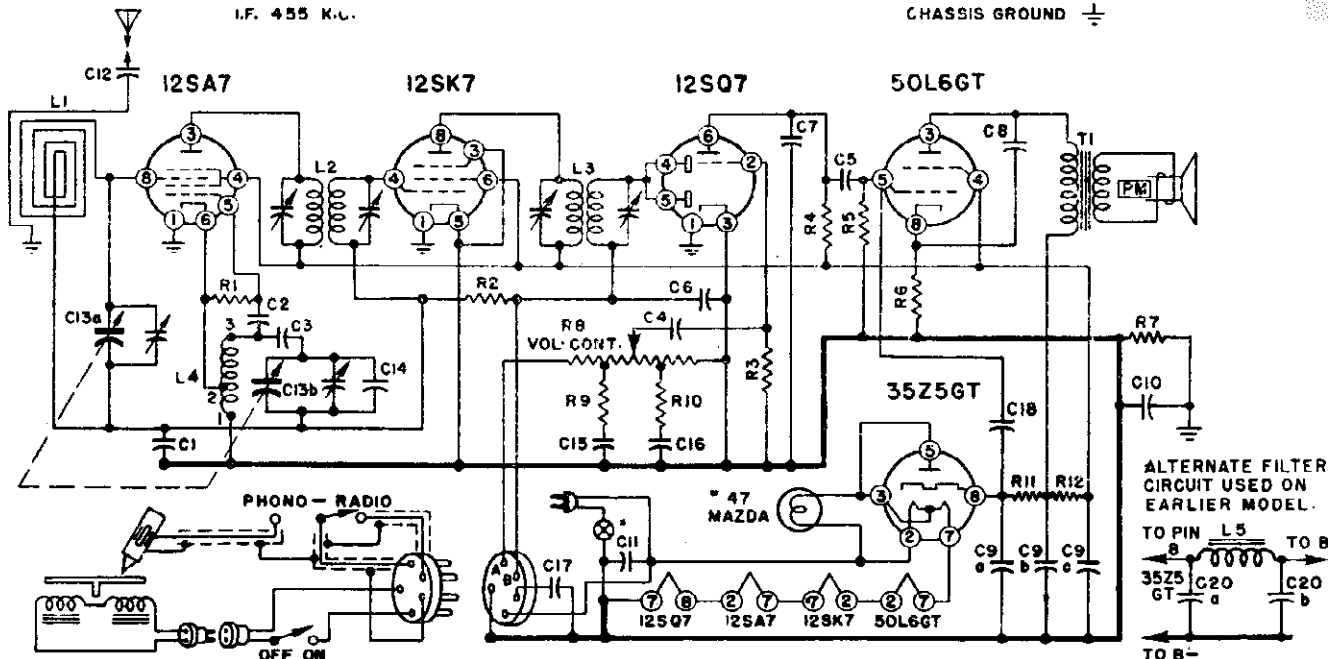 I.F. 455 K.C.
CHASSIS GROUND
C12
12SA7
12SK7
12SQ7
50L6GT
L1
3
8
4
5
1
6
L2
8
3
4
6
1
5
L3
6
4
2
5
1
3
C7
C5
R4
R5
3
5
4
8
C8
T1
PM
R1
C2
C13a
3
C3
L4
2
1
C13b
C14
R2
C6
R8
VOL. CONT.
C4
R3
R6
R7
C10
R9
R10
C15
C16
C1
35Z5GT
C18
5
3
8
2
7
R11
R12
C9
a
C9
b
C9
a
"47
MAZDA
*
C11
PHONO - RADIO
A
B
C17
7
8
2
7
7
2
2
7
12SQ7
12SA7
12SK7
50L6GT
OFF ON
ALTERNATE FILTER
CIRCUIT USED ON
EARLIER MODEL.
TO PIN
8
L5
TO B
35Z5
GT
C20
a
C20
b
TO B-